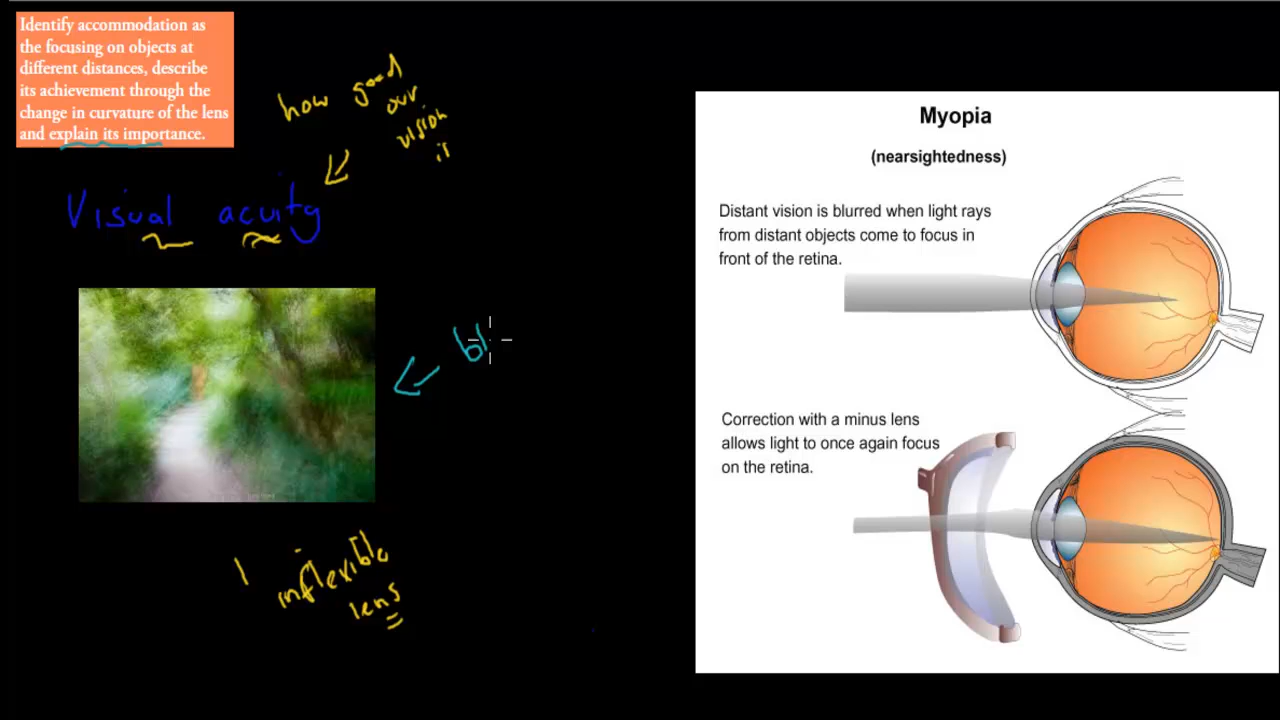 Identify accommodation as
the focusing on objects at
different distances, describe
its achievement through the
change in curvature of the lens
and explain its importance.
how good
our
vision
is
Visual acuity
bl
1 inflexible
lens
Myopia
(nearsightedness)
Distant vision is blurred when light rays
from distant objects come to focus in
front of the retina.
Correction with a minus lens
allows light to once again focus
on the retina.